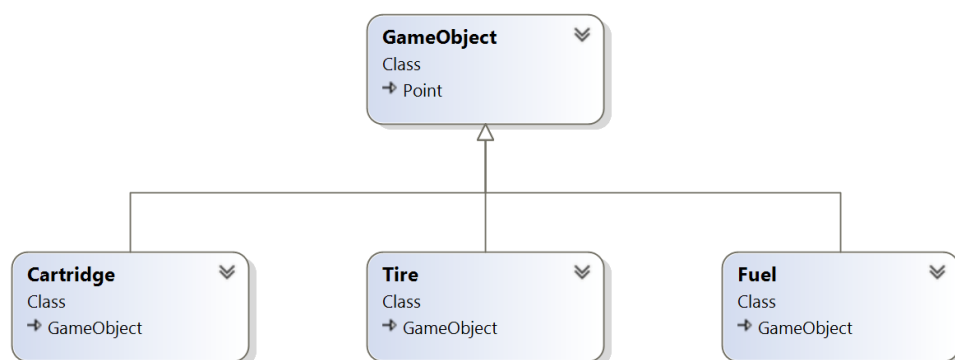 GameObject
Class
Point
Cartridge
Class
GameObject
Tire
Class
GameObject
Fuel
Class
GameObject